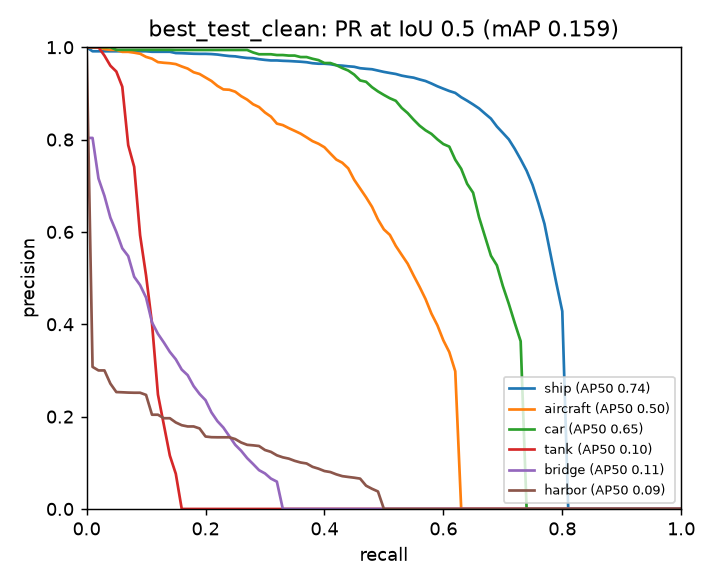 best_test_clean: PR at IoU 0.5 (mAP 0.159)
1.0
0.8
0.6
0.4
0.2
0.0
precision
ship (AP50 0.74)
aircraft (AP50 0.50)
car (AP50 0.65)
tank (AP50 0.10)
bridge (AP50 0.11)
harbor (AP50 0.09)
0.0 0.2 0.4 0.6 0.8 1.0
recall